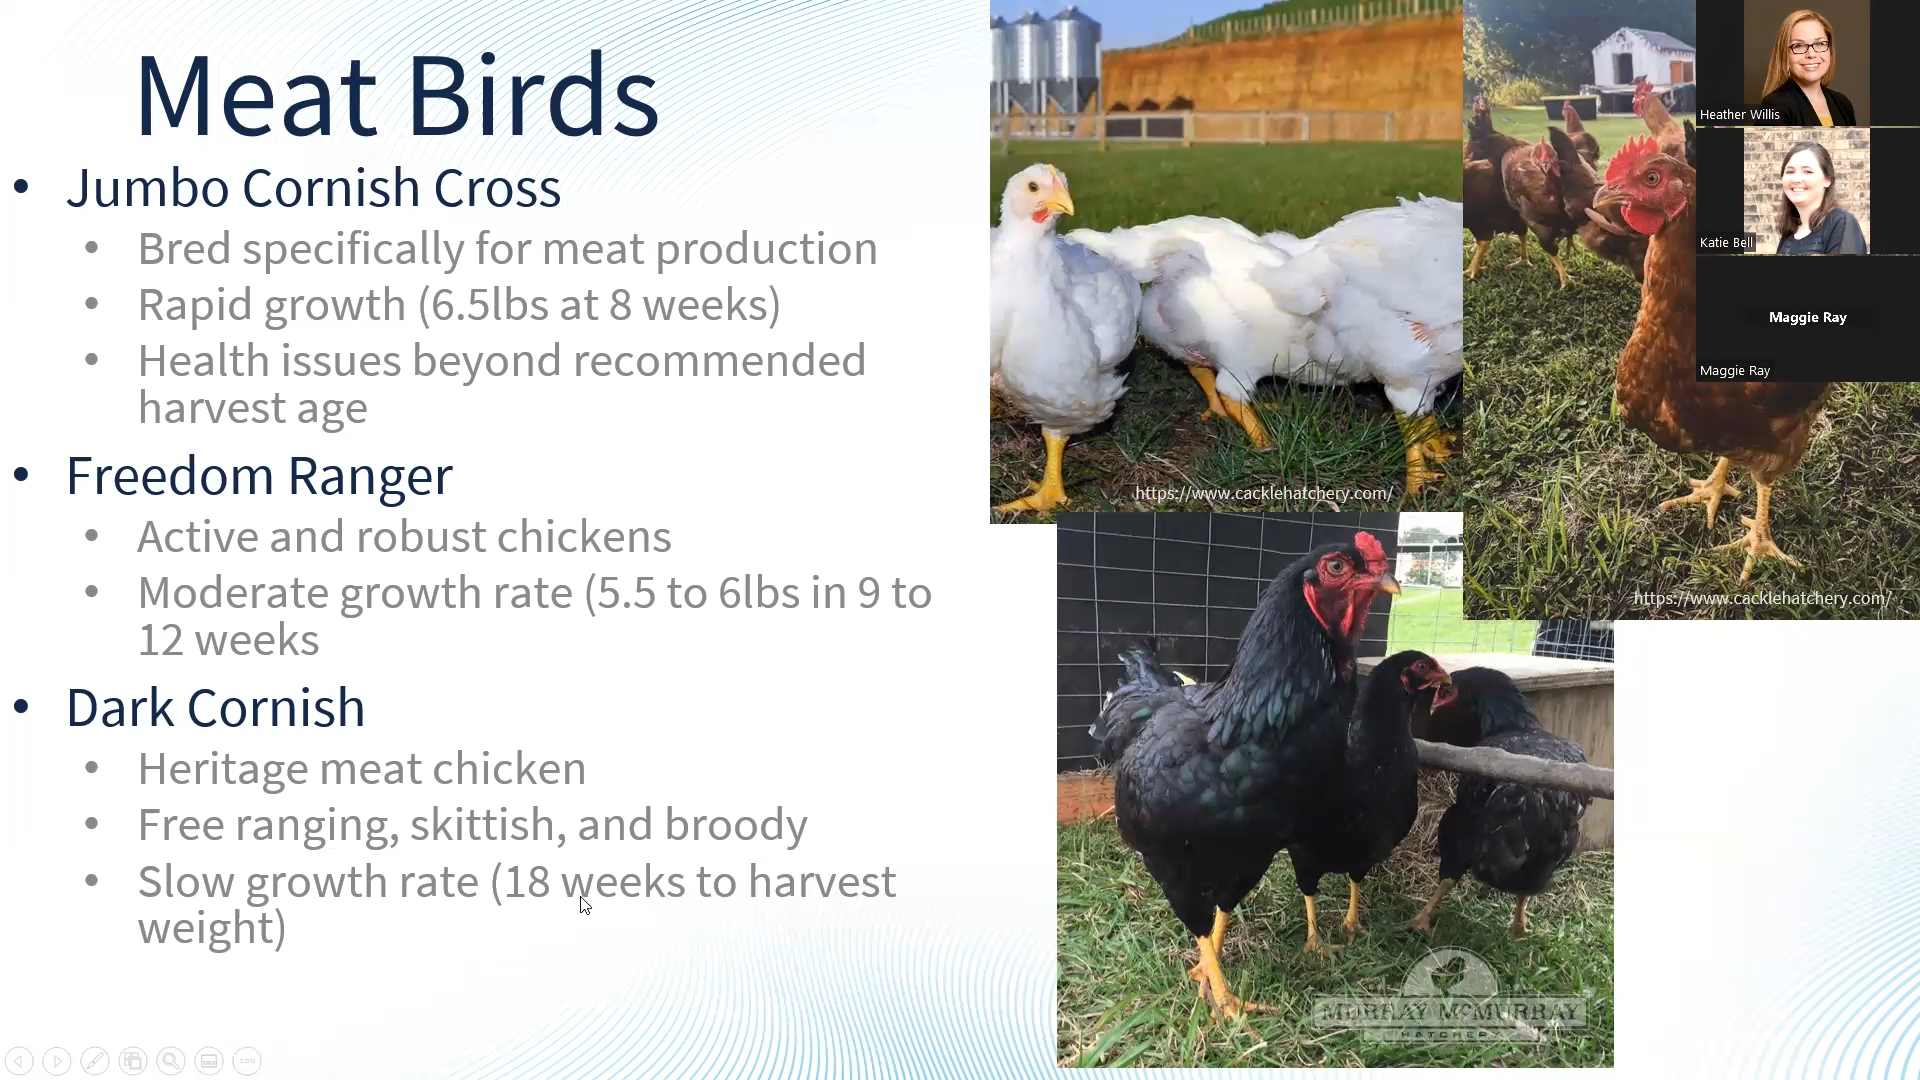 Meat Birds
• Jumbo Cornish Cross
• Bred specifically for meat production
• Rapid growth (6.5lbs at 8 weeks)
• Health issues beyond recommended
harvest age
• Freedom Ranger
• Active and robust chickens
• Moderate growth rate (5.5 to 6lbs in 9 to
12 weeks
• Dark Cornish
• Heritage meat chicken
• Free ranging, skittish, and broody
• Slow growth rate (18 weeks to harvest
weight)
https://www.cacklehatchery.com/
https://www.cacklehatchery.com/
MURRAY McMURRAY
HATCHERY
Heather Willis
Katie Bell
Maggie Ray
Maggie Ray